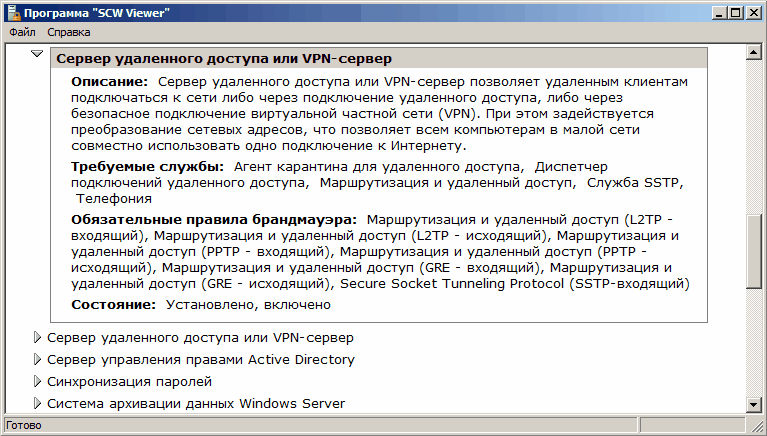 Программа "SCW Viewer"
Файл Справка
Сервер удаленного доступа или VPN-сервер
Описание: Сервер удаленного доступа или VPN-сервер позволяет удаленным клиентам
подключаться к сети либо через подключение удаленного доступа, либо через
безопасное подключение виртуальной частной сети (VPN). При этом задействуется
преобразование сетевых адресов, что позволяет всем компьютерам в малой сети
совместно использовать одно подключение к Интернету.
Требуемые службы: Агент карантина для удаленного доступа, Диспетчер
подключений удаленного доступа, Маршрутизация и удаленный доступ, Служба SSTP,
Телефония
Обязательные правила брандмауэра: Маршрутизация и удаленный доступ (L2TP -
входящий), Маршрутизация и удаленный доступ (L2TP - исходящий), Маршрутизация и
удаленный доступ (PPTP - входящий), Маршрутизация и удаленный доступ (PPTP -
исходящий), Маршрутизация и удаленный доступ (GRE - входящий), Маршрутизация и
удаленный доступ (GRE - исходящий), Secure Socket Tunneling Protocol (SSTP-входящий)
Состояние: Установлено, включено
Сервер удаленного доступа или VPN-сервер
Сервер управления правами Active Directory
Синхронизация паролей
Система архивации данных Windows Server
Готово